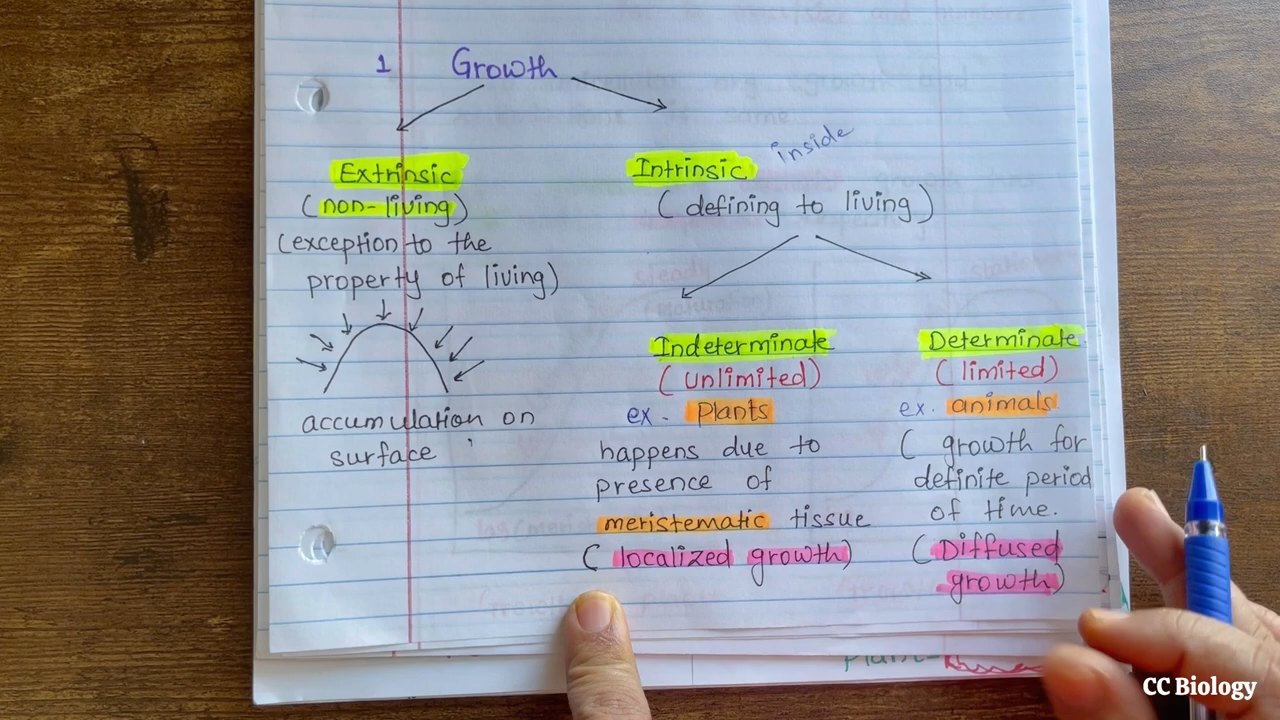 1 Growth
Extrinsic
(non-living)
(exception to the
property of living)
accumulation on
surface
Intrinsic
inside
( defining to living)
Indeterminate
( unlimited)
ex. Plants
happens due to
presence of
meristematic tissue
( localized growth)
Determinate
( limited)
ex. animals
( growth for
definite period
of time.
( Diffused
growth)
Plant-
CC Biology